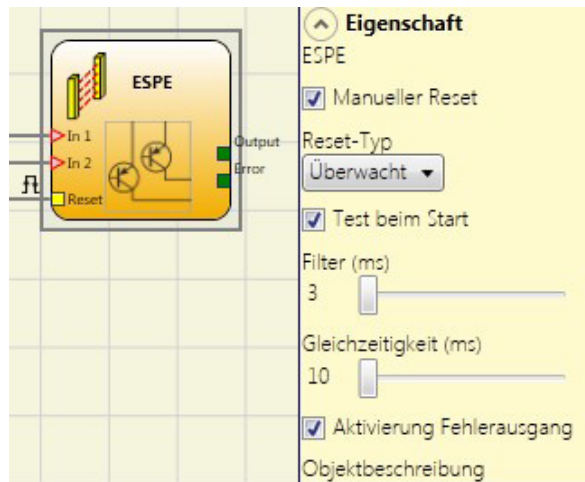 ESPE
In 1
In 2
Reset
Output
Error
Eigenschaft
ESPE
Manueller Reset
Reset-Typ
Überwacht
Test beim Start
Filter (ms)
3
Gleichzeitigkeit (ms)
10
Aktivierung Fehlerausgang
Objektbeschreibung